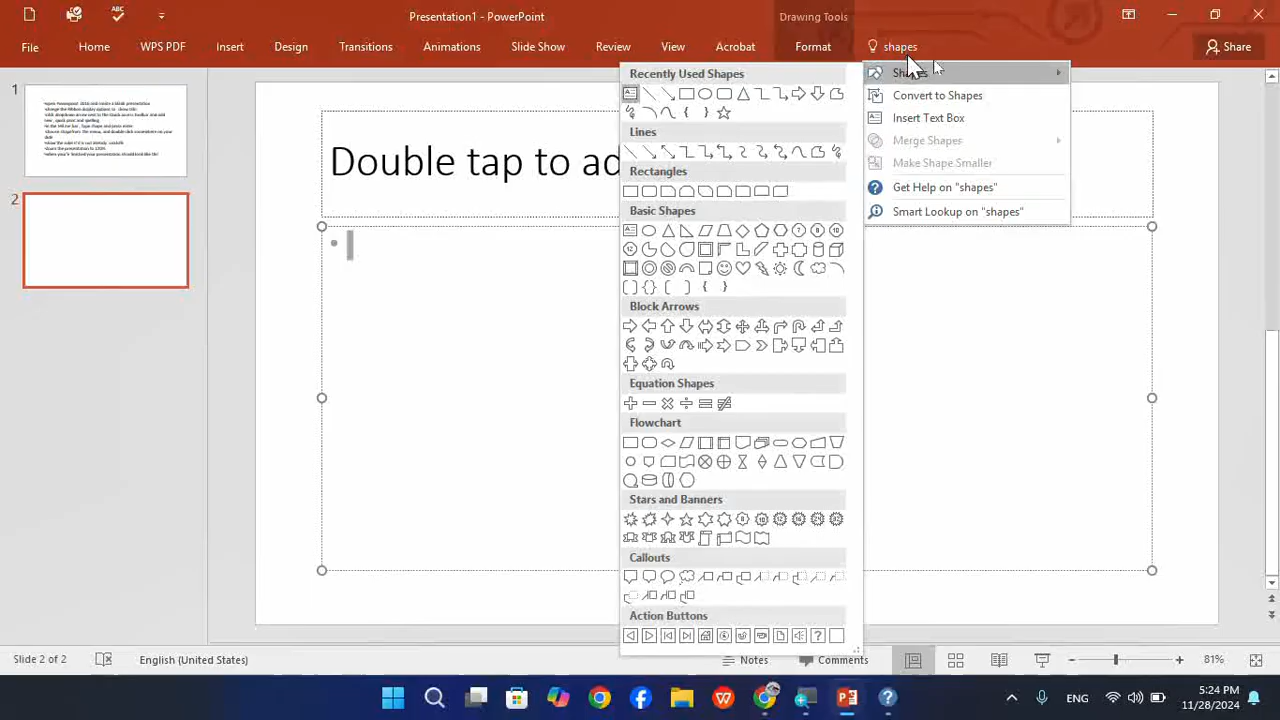 Presentation1 - PowerPoint
Drawing Tools
File
Home
WPS PDF
Insert
Design
Transitions
Animations
Slide Show
Review
View
Acrobat
Format
shapes
Share
Recently Used Shapes
Lines
Rectangles
Basic Shapes
Block Arrows
Equation Shapes
Flowchart
Stars and Banners
Callouts
Action Buttons
Convert to Shapes
Insert Text Box
Merge Shapes
Make Shape Smaller
Get Help on "shapes"
Smart Lookup on "shapes"
1
2
Double tap to ad
Slide 2 of 2
English (United States)
Notes
Comments
81%
ENG
5:24 PM
11/28/2024